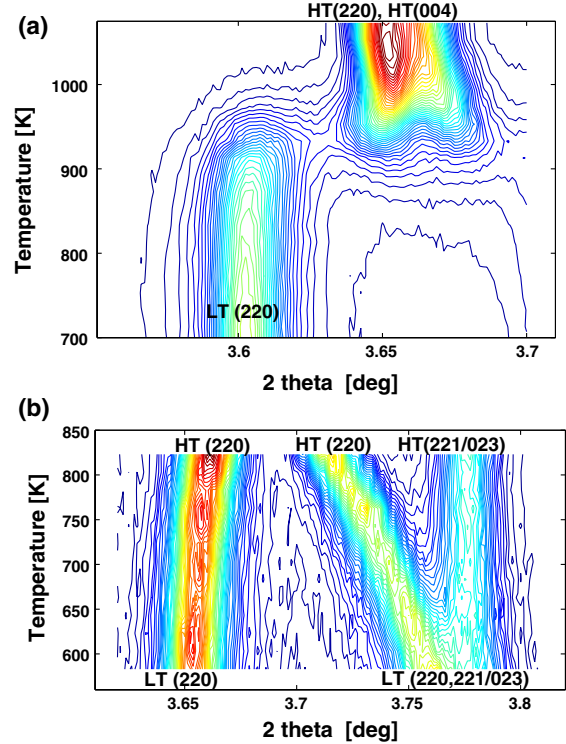 (a)
HT(220), HT(004)
Temperature [K]
1000
900
800
700
LT (220)
3.6
3.65
3.7
2 theta [deg]
(b)
HT (220)
HT (220)
HT(221/023)
Temperature [K]
850
800
750
700
650
600
LT (220)
LT (220,221/023)
3.65
3.7
3.75
3.8
2 theta [deg]